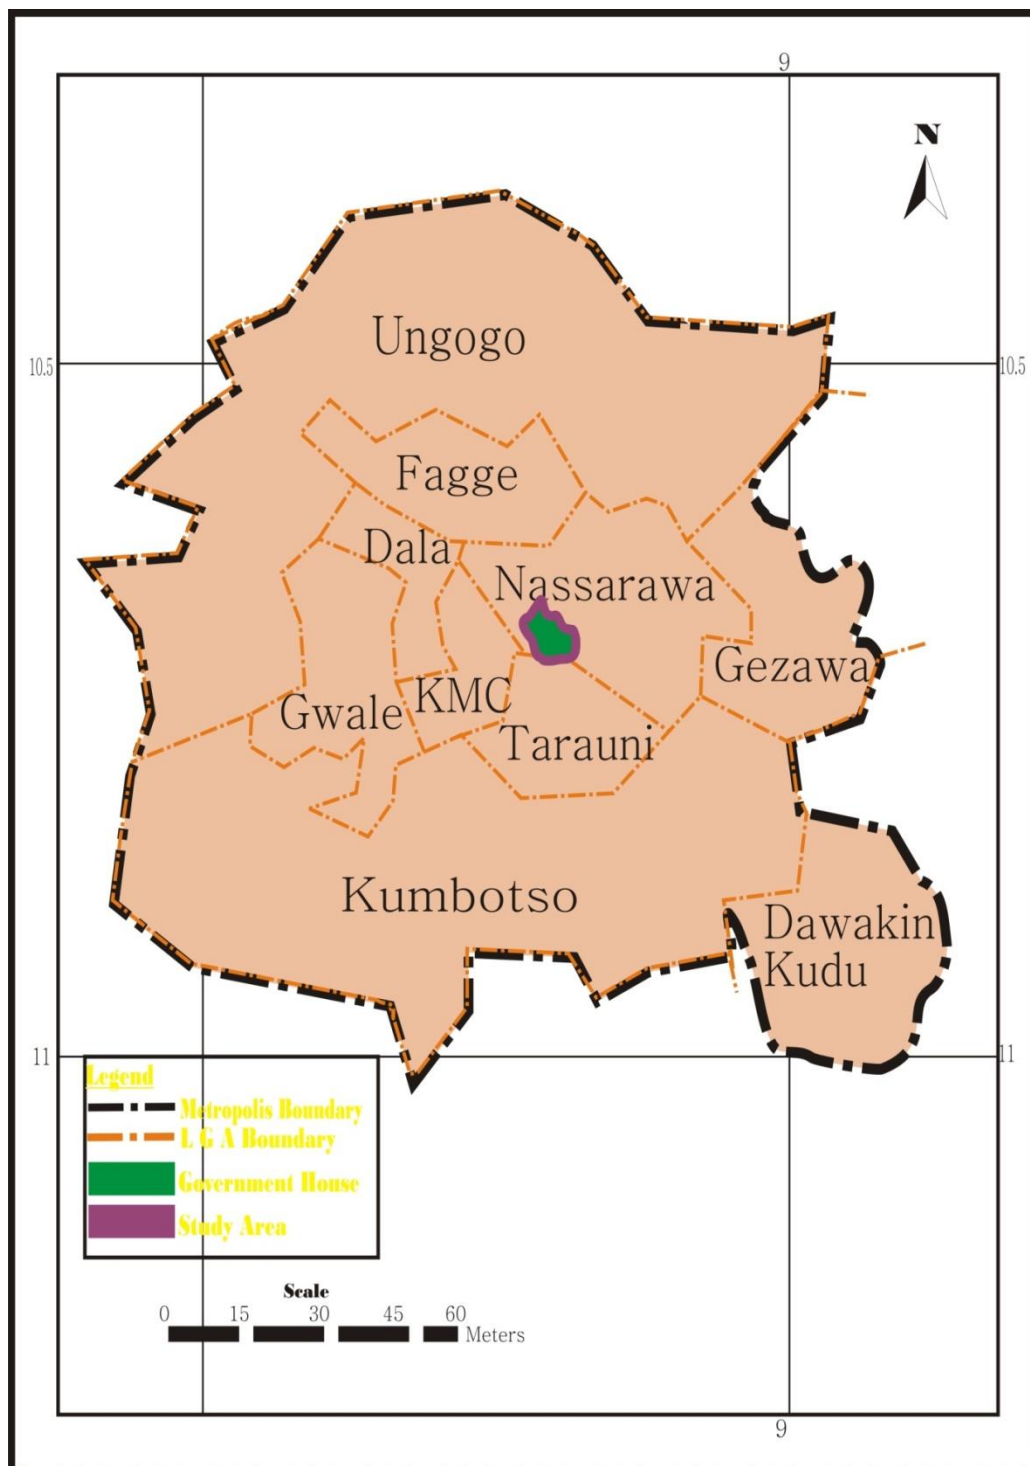 9
N
10.5
10.5
Ungogo
Fagge
Dala
Nassarawa
Gezawa
KMC
Gwale
Tarauni
Kumbotso
Dawakin
Kudu
11
11
Legend
Metropolis Boundary
L G A Boundary
Government House
Study Area
Scale
0 15 30 45 60
Meters
9